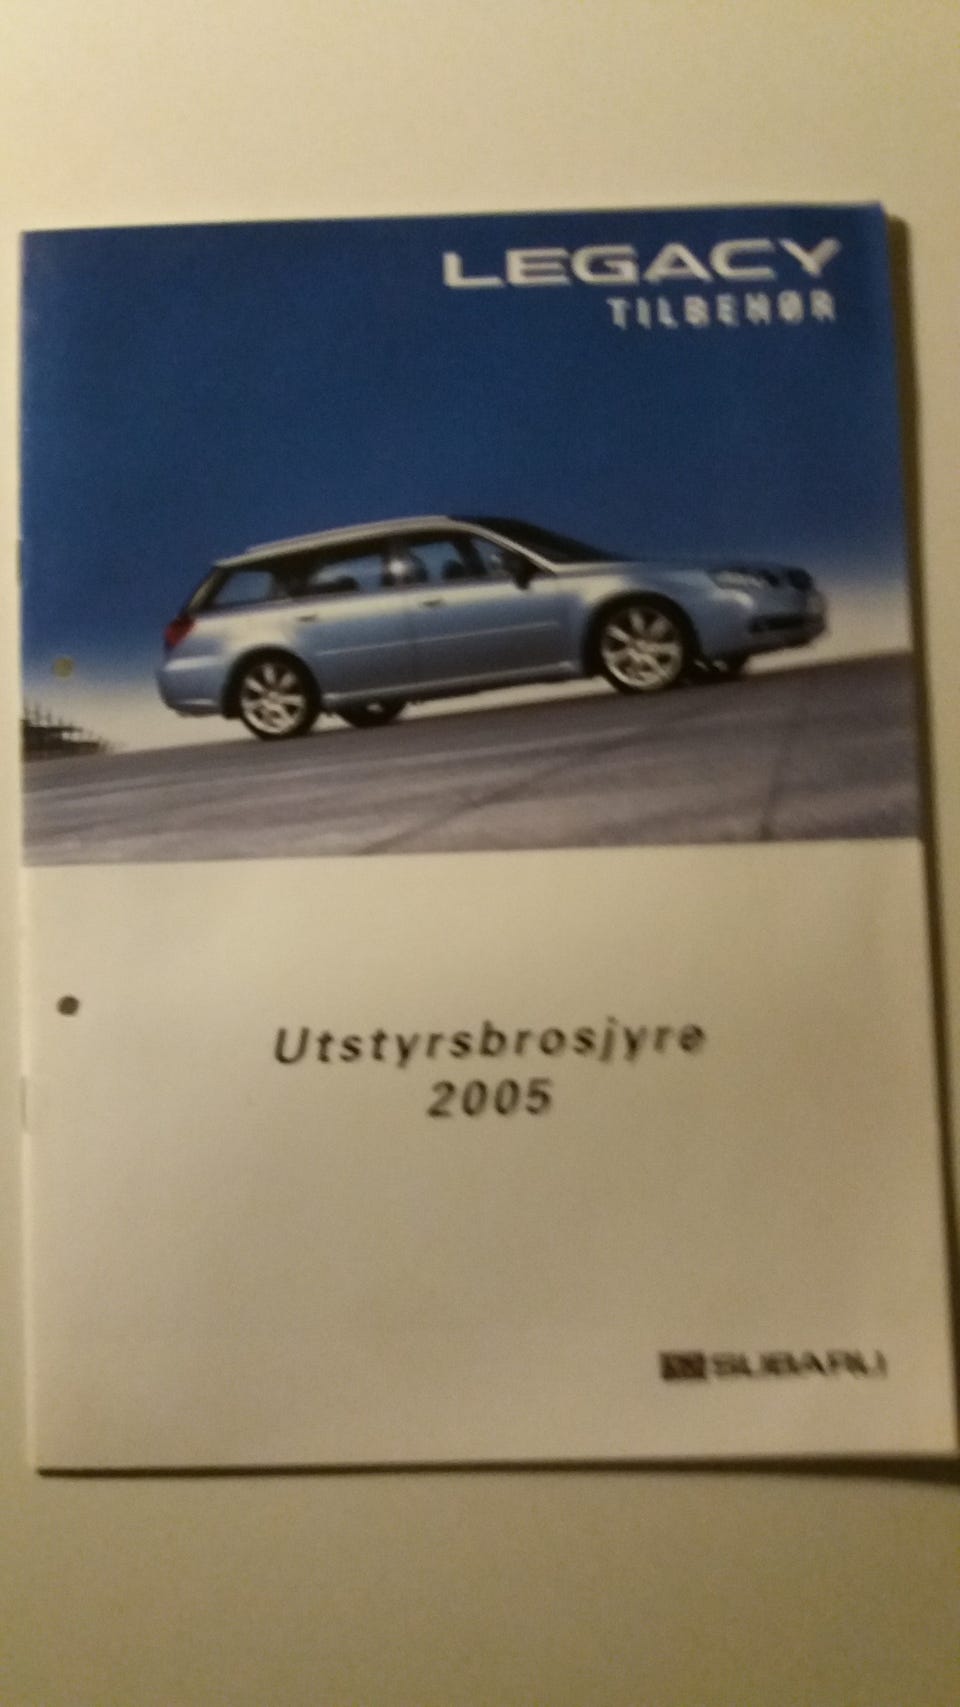 LEGACY
TILBEHØR
Utstyrsbrosjyre
2005
SUBARU